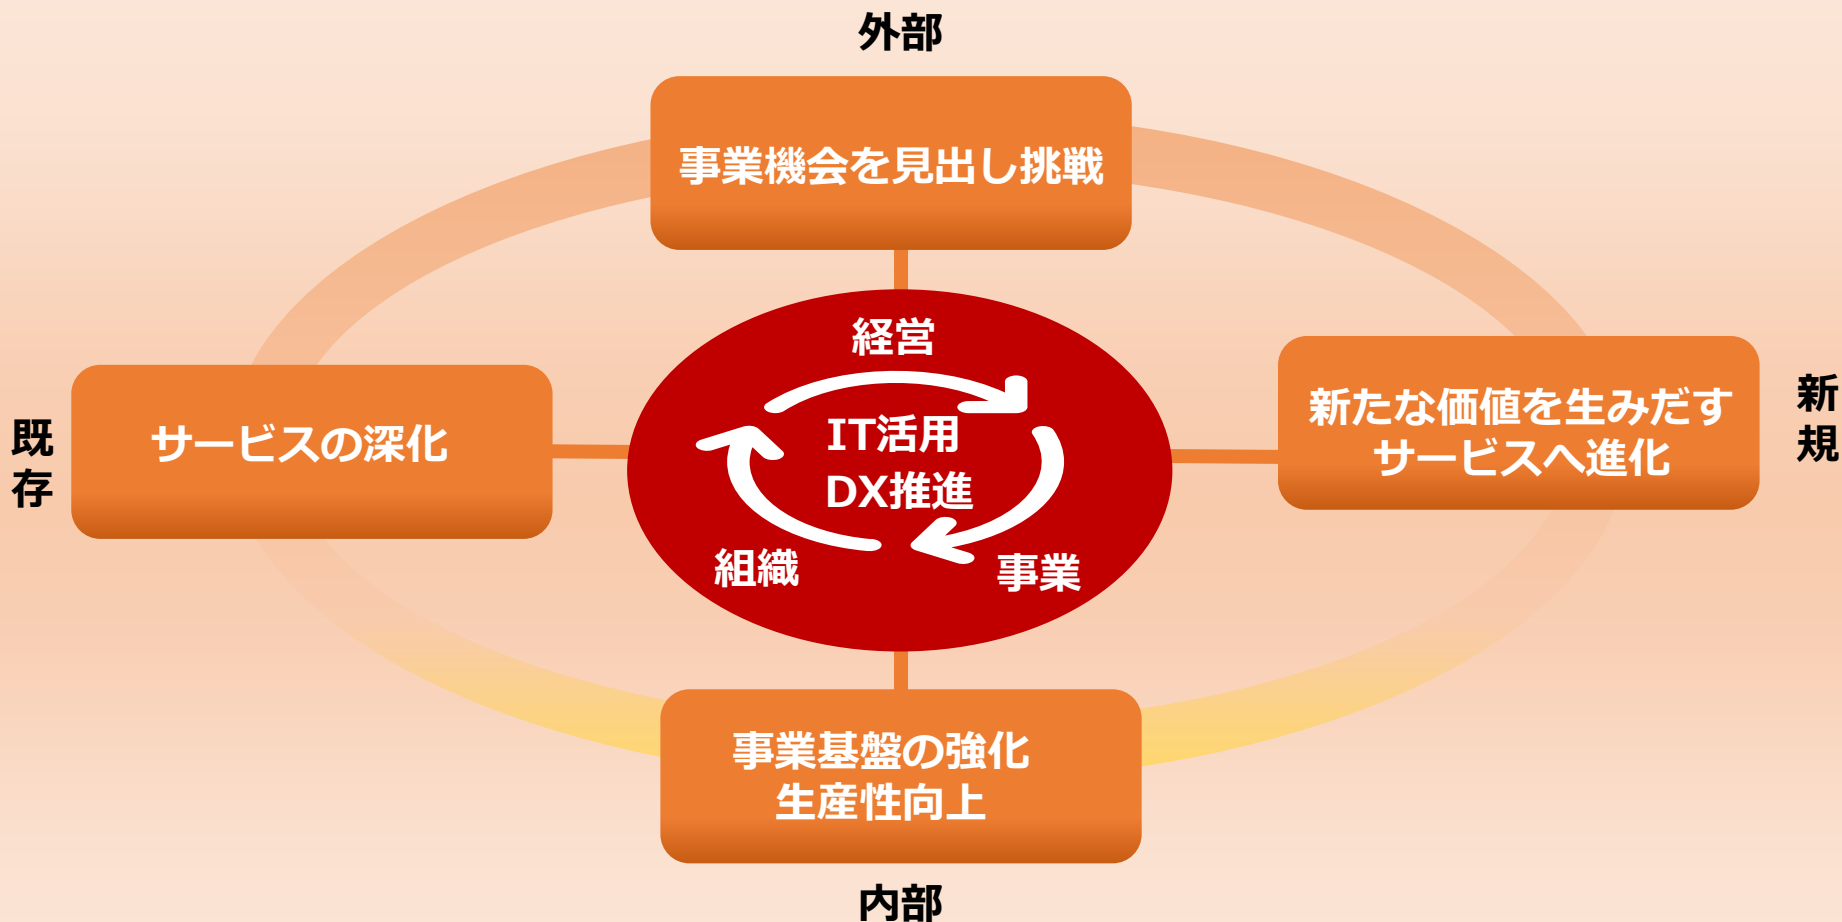 外部
事業機会を見出し挑戦
経営
IT活用
DX推進
組織
事業
既存
サービスの深化
新たな価値を生みだす
サービスへ進化
新規
事業基盤の強化
生産性向上
内部